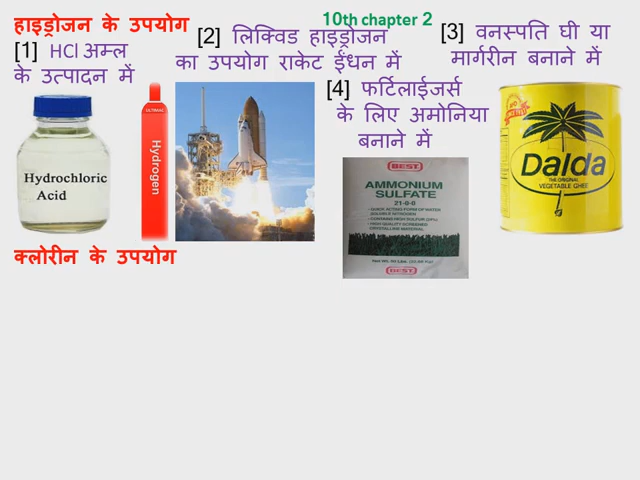 हाइड्रोजन के उपयोग
10th chapter 2
[1] HCl अम्ल
के उत्पादन में
[2] लिक्विड हाइड्रोजन
का उपयोग राकेट ईंधन में
[3] वनस्पति घी या
मार्गरीन बनाने में
[4] फर्टिलाईजर्स
के लिए अमोनिया
बनाने में
Hydrochloric
Acid
Hydrogen
BEST
AMMONIUM
SULFATE
21-0-0
BEST
Dalda
THE ORIGINAL
VEGETABLE GHEE
क्लोरीन के उपयोग